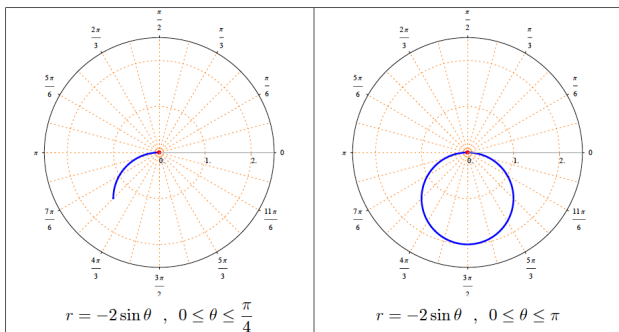 π/2
2π/3
π/3
5π/6
π/6
π
0. 1. 2.
0
7π/6
11π/6
4π/3
5π/3
3π/2
r = −2 sin θ , 0 ≤ θ ≤ π/4
π/2
2π/3
π/3
5π/6
π/6
π
0. 1. 2.
0
7π/6
11π/6
4π/3
5π/3
3π/2
r = −2 sin θ , 0 ≤ θ ≤ π